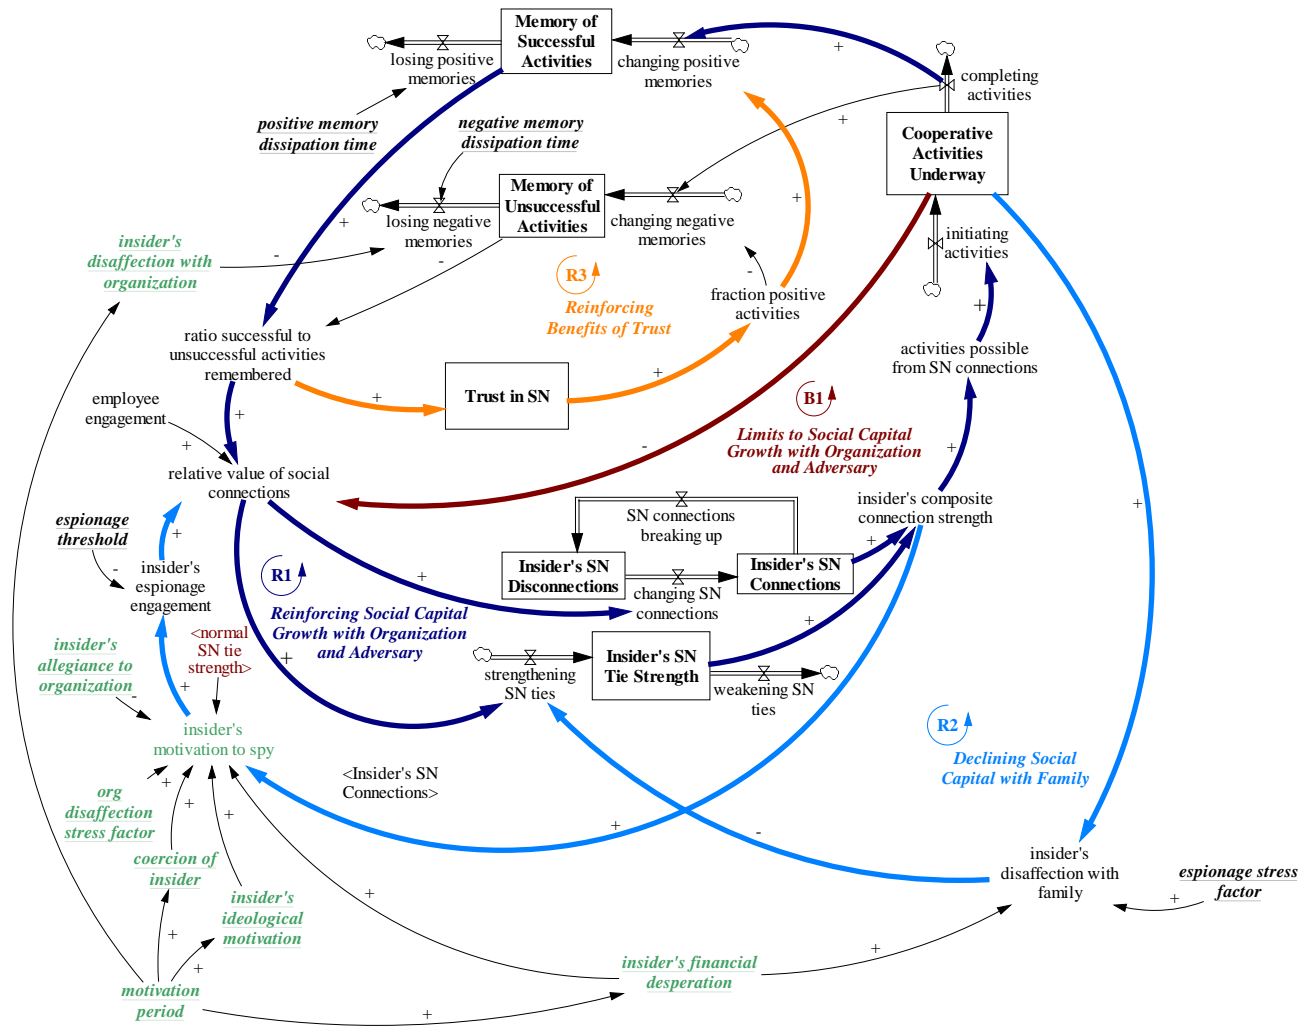 Memory of
Successful
Activities
losing positive
memories
changing positive
memories
+
completing
activities
positive memory
dissipation time
negative memory
dissipation time
+
Cooperative
Activities
Underway
Memory of
Unsuccessful
Activities
losing negative
memories
changing negative
memories
+
+
initiating
activities
insider's
disaffection with
organization
-
-
R3
Reinforcing
Benefits of Trust
-
fraction positive
activities
+
ratio successful to
unsuccessful activities
remembered
activities possible
from SN connections
+
+
Trust in SN
B1
employee
engagement
+
+
Limits to Social Capital
Growth with Organization
and Adversary
-
+
relative value of social
connections
insider's composite
connection strength
+
espionage
threshold
+
SN connections
breaking up
+
-
insider's
espionage
engagement
R1
+
Insider's SN
Disconnections
changing SN
connections
Insider's SN
Connections
Reinforcing Social Capital
Growth with Organization
and Adversary
+
<normal
SN tie
strength>
insider's
allegiance to
organization
+
strengthening
SN ties
Insider's SN
Tie Strength
weakening SN
ties
+
-
insider's
motivation to spy
R2
Declining Social
Capital with Family
<Insider's SN
Connections>
org
disaffection
stress factor
+
+
+
+
-
coercion of
insider
insider's
disaffection with
family
espionage stress
factor
+
insider's
ideological
motivation
+
+
+
+
insider's financial
desperation
motivation
period
+